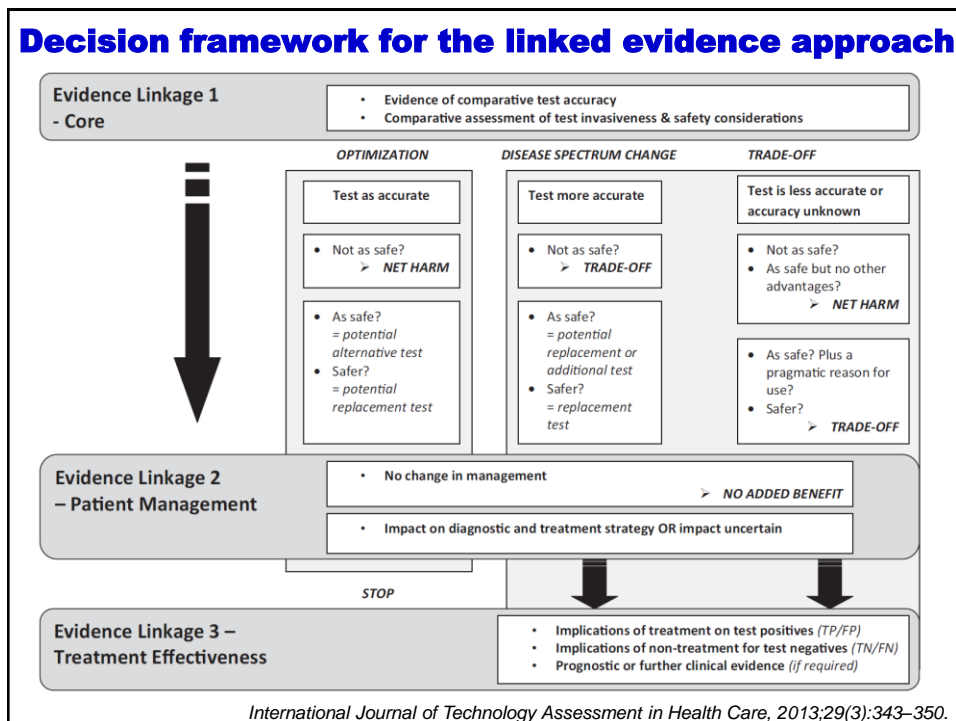 Decision framework for the linked evidence approach
Evidence Linkage 1
- Core
• Evidence of comparative test accuracy
• Comparative assessment of test invasiveness & safety considerations
OPTIMIZATION
DISEASE SPECTRUM CHANGE
TRADE-OFF
Test as accurate
• Not as safe?
➢ NET HARM
• As safe?
= potential
alternative test
• Safer?
= potential
replacement test
Test more accurate
• Not as safe?
➢ TRADE-OFF
• As safe?
= potential
replacement or
additional test
• Safer?
= replacement
test
Test is less accurate or
accuracy unknown
• Not as safe?
• As safe but no other
advantages?
➢ NET HARM
• As safe? Plus a
pragmatic reason for
use?
• Safer?
➢ TRADE-OFF
Evidence Linkage 2
– Patient Management
• No change in management
➢ NO ADDED BENEFIT
• Impact on diagnostic and treatment strategy OR impact uncertain
STOP
Evidence Linkage 3 –
Treatment Effectiveness
• Implications of treatment on test positives (TP/FP)
• Implications of non-treatment for test negatives (TN/FN)
• Prognostic or further clinical evidence (if required)
International Journal of Technology Assessment in Health Care, 2013;29(3):343–350.